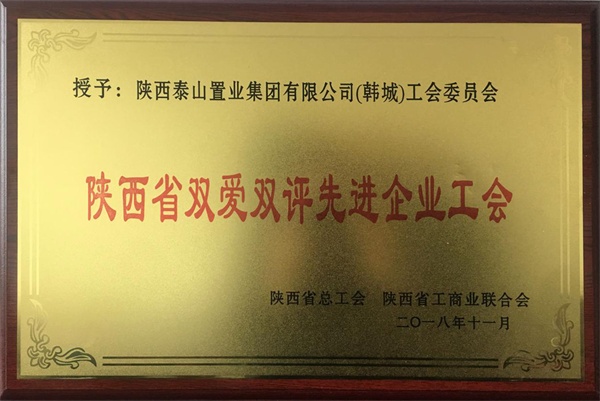 授予：陕西泰山置业集团有限公司(韩城)工会委员会
陕西省双爱双评先进企业工会
陕西省总工会 陕西省工商业联合会
二〇一八年十一月